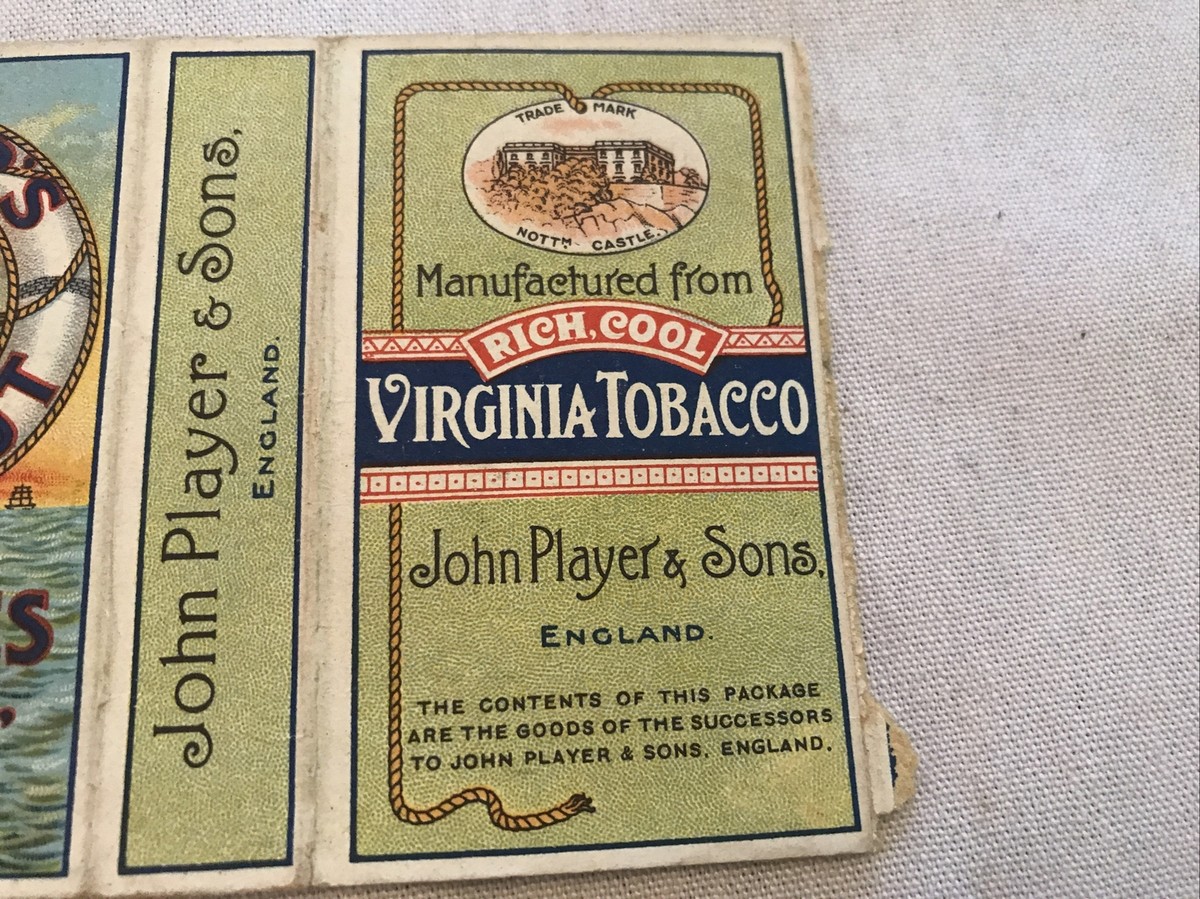 John Player & Sons,
ENGLAND
TRADE MARK
NOTTM CASTLE.
Manufactured from
RICH, COOL
VIRGINIA TOBACCO
John Player & Sons,
ENGLAND.
THE CONTENTS OF THIS PACKAGE
ARE THE GOODS OF THE SUCCESSORS
TO JOHN PLAYER & SONS, ENGLAND.